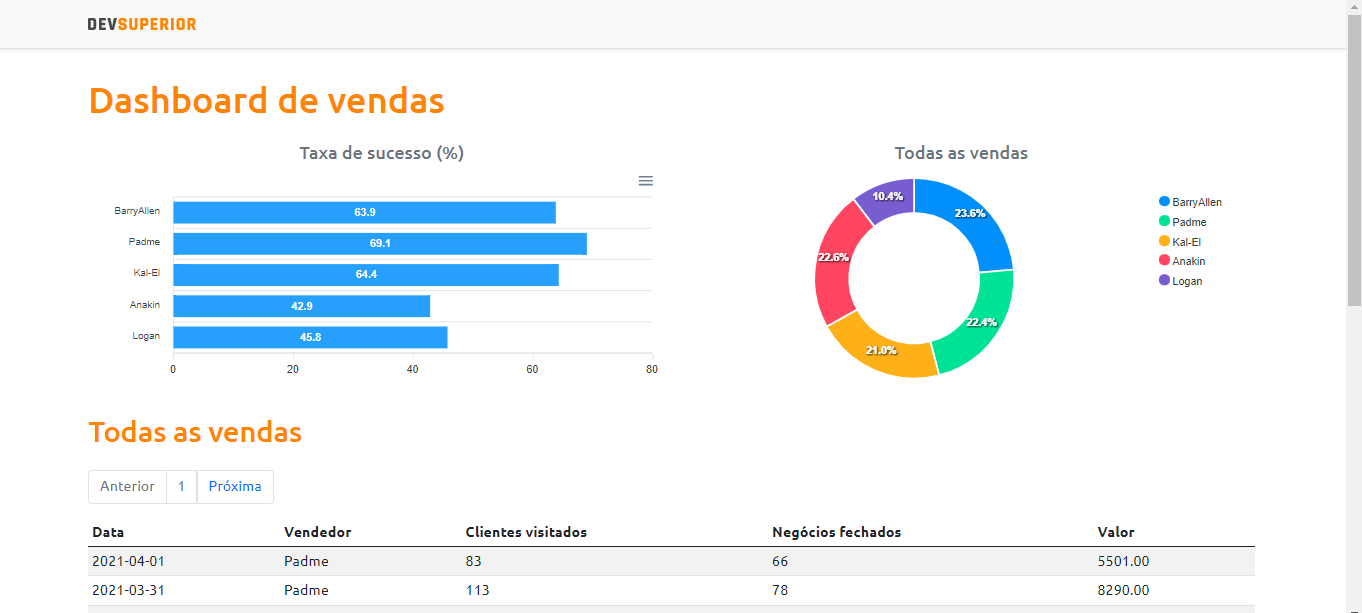 DEVSUPERIOR
Dashboard de vendas
Taxa de sucesso (%)
BarryAllen 63.9
Padme 69.1
Kal-El 64.4
Anakin 42.9
Logan 45.8
0 20 40 60 80
Todas as vendas
10.4%
23.6%
22.6%
22.4%
21.0%
BarryAllen
Padme
Kal-El
Anakin
Logan
Todas as vendas
Anterior 1 Próxima
Data Vendedor Clientes visitados Negócios fechados Valor
2021-04-01 Padme 83 66 5501.00
2021-03-31 Padme 113 78 8290.00